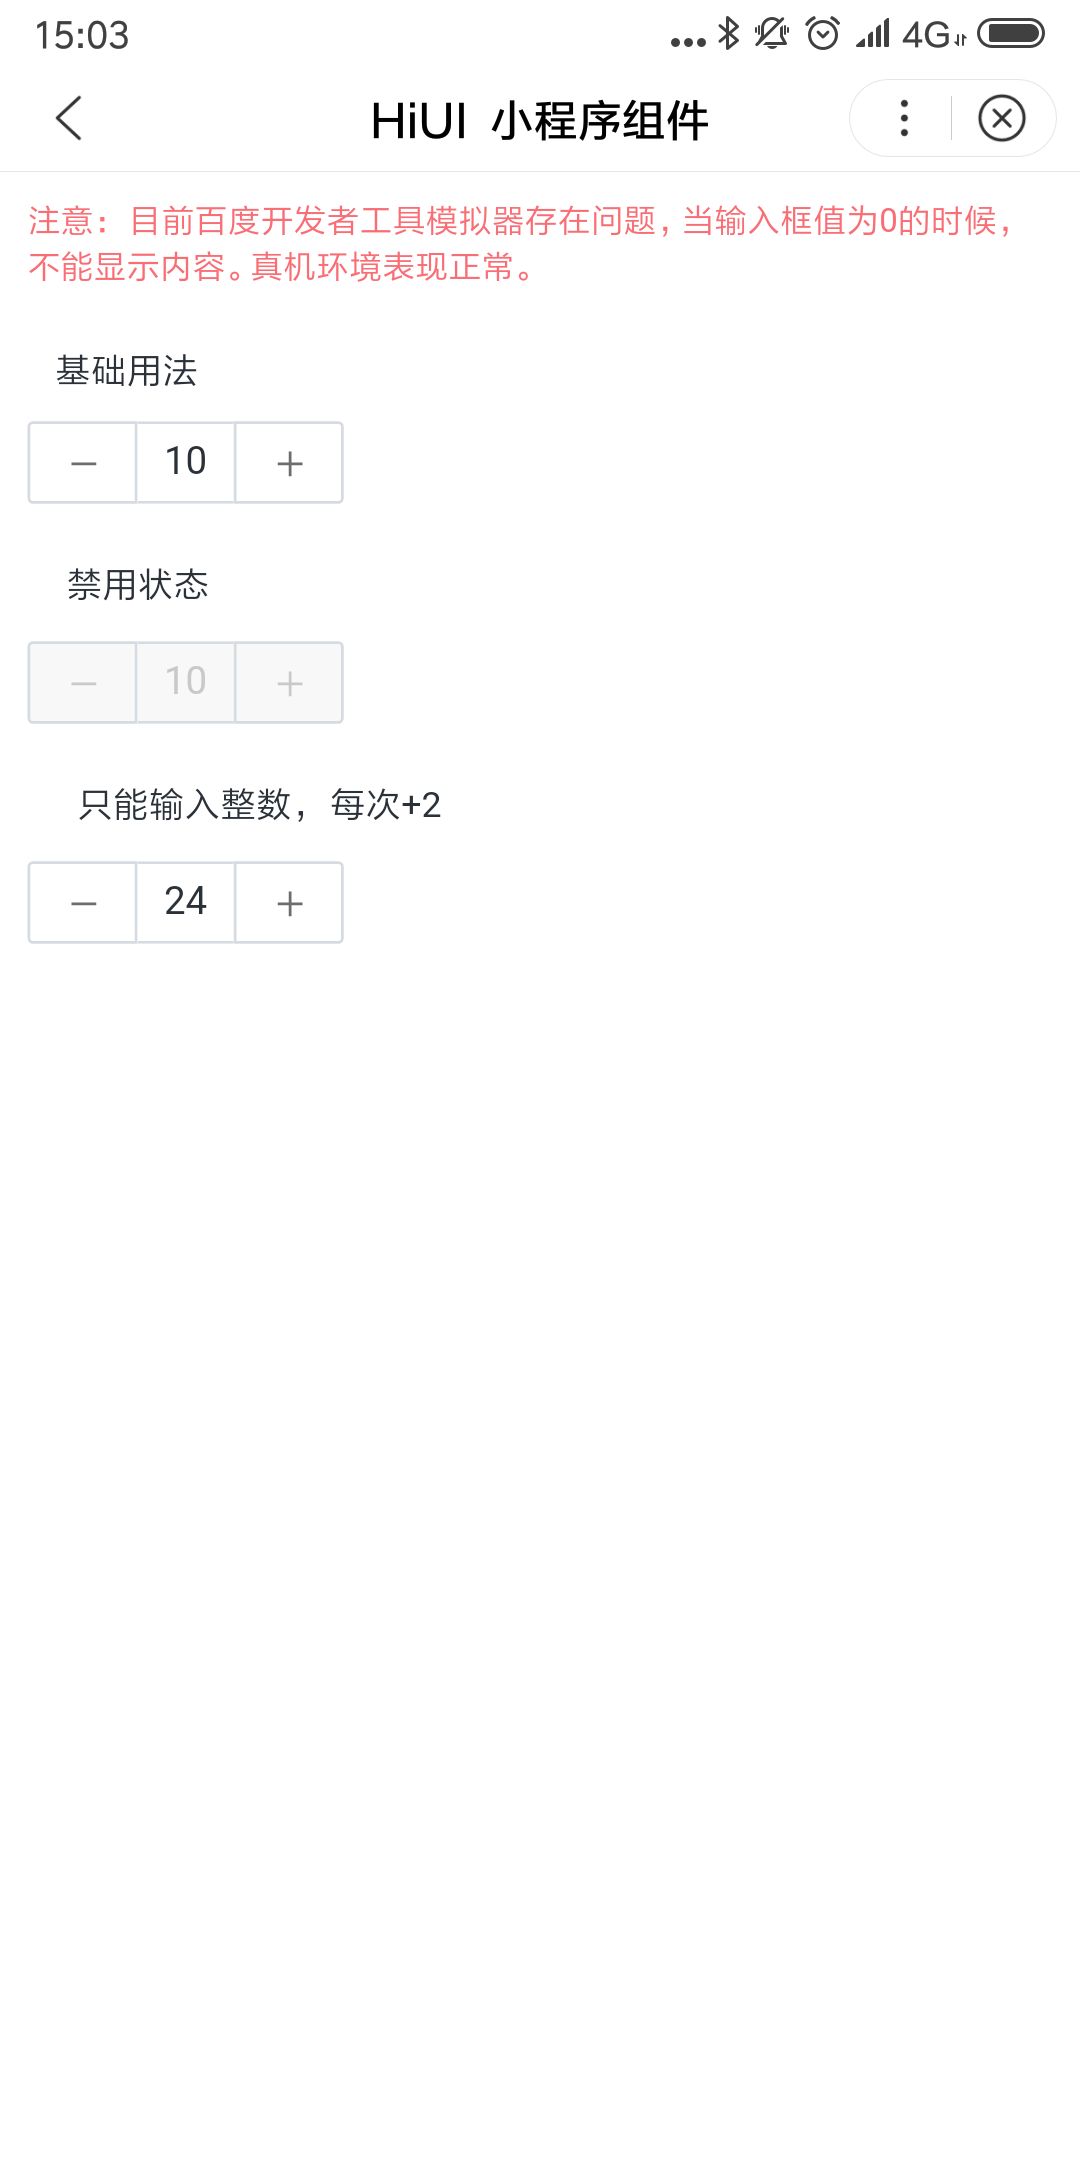 15:03
4G
HiUI 小程序组件
注意：目前百度开发者工具模拟器存在问题，当输入框值为0的时候，
不能显示内容。真机环境表现正常。
基础用法
— 10 +
禁用状态
— 10 +
只能输入整数，每次+2
— 24 +